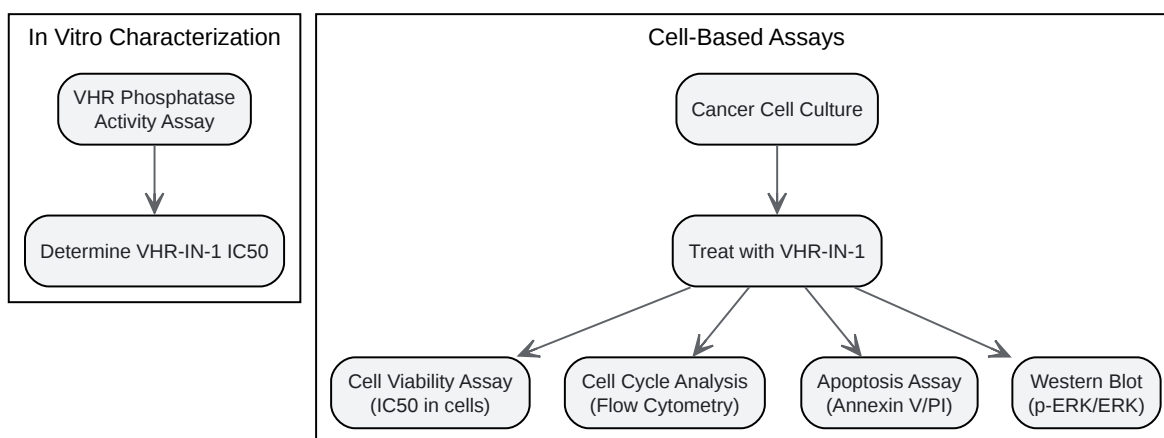 In Vitro Characterization
VHR Phosphatase
Activity Assay
Determine VHR-IN-1 IC50
Cell-Based Assays
Cancer Cell Culture
Treat with VHR-IN-1
Cell Viability Assay
(IC50 in cells)
Cell Cycle Analysis
(Flow Cytometry)
Apoptosis Assay
(Annexin V/PI)
Western Blot
(p-ERK/ERK)